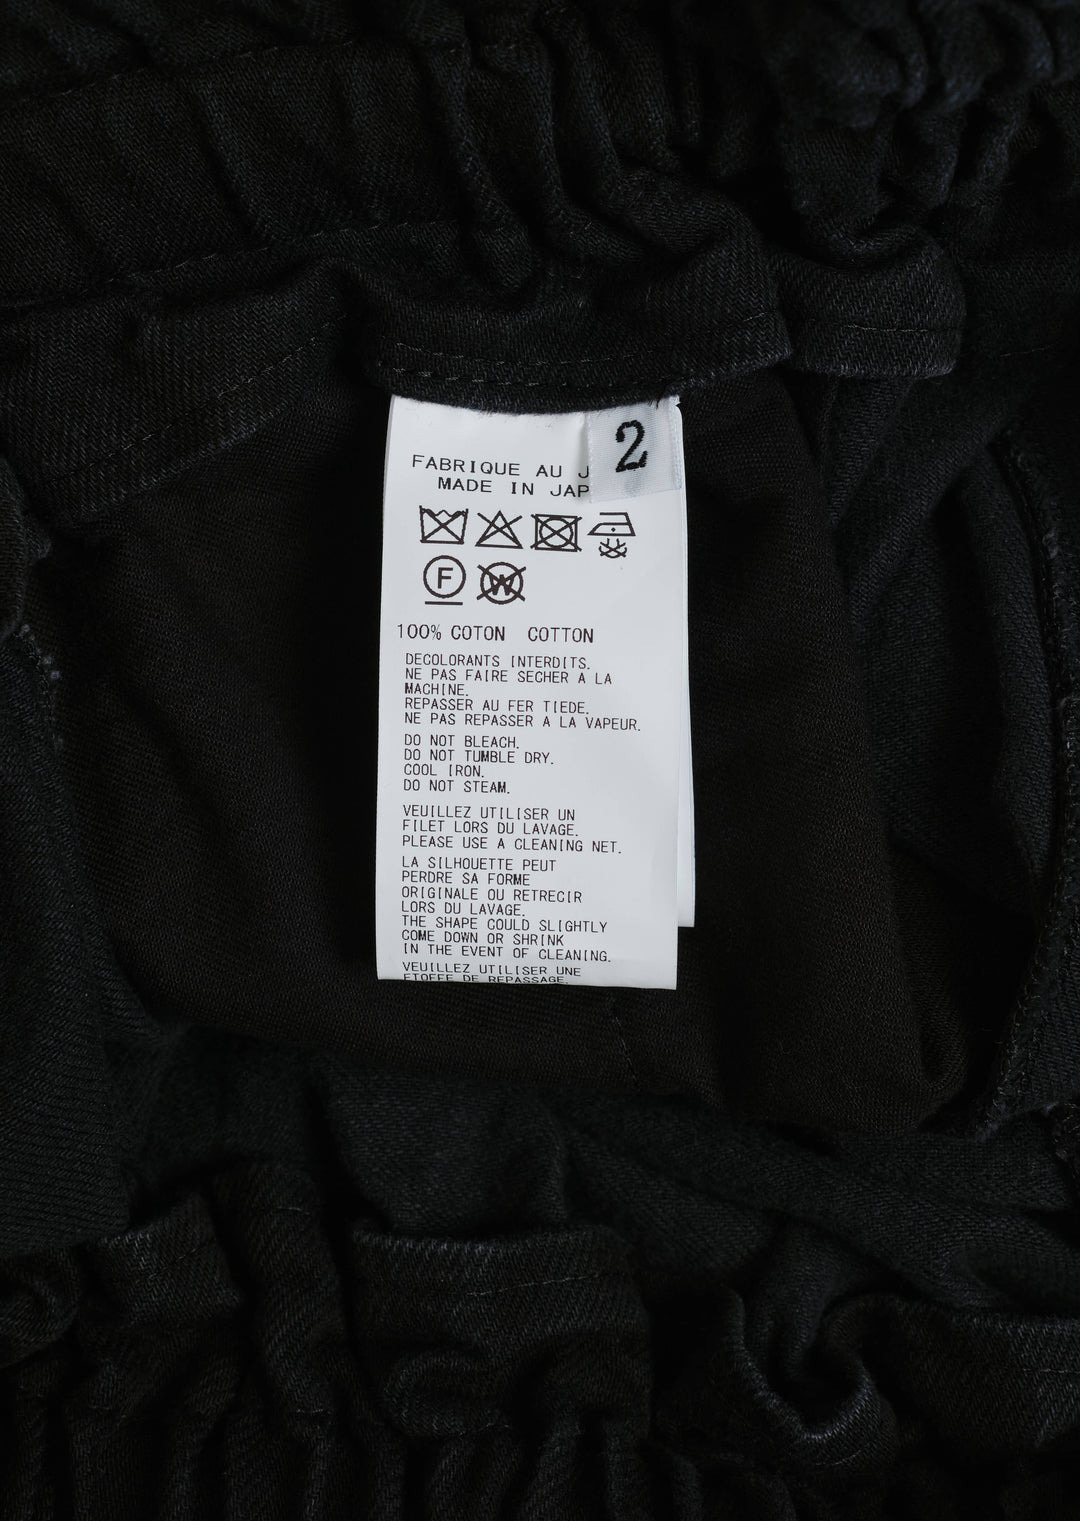 2
FABRIQUE AU J
MADE IN JAP
F
W
100% COTON COTTON
DECOLORANTS INTERDITS.
NE PAS FAIRE SECHER A LA
MACHINE.
REPASSER AU FER TIEDE.
NE PAS REPASSER A LA VAPEUR.
DO NOT BLEACH.
DO NOT TUMBLE DRY.
COOL IRON.
DO NOT STEAM.
VEUILLEZ UTILISER UN
FILET LORS DU LAVAGE.
PLEASE USE A CLEANING NET.
LA SILHOUETTE PEUT
PERDRE SA FORME
ORIGINALE OU RETRECIR
LORS DU LAVAGE.
THE SHAPE COULD SLIGHTLY
COME DOWN OR SHRINK
IN THE EVENT OF CLEANING.
VEUILLEZ UTILISER UNE
ETOFFE DE REPASSAGE.